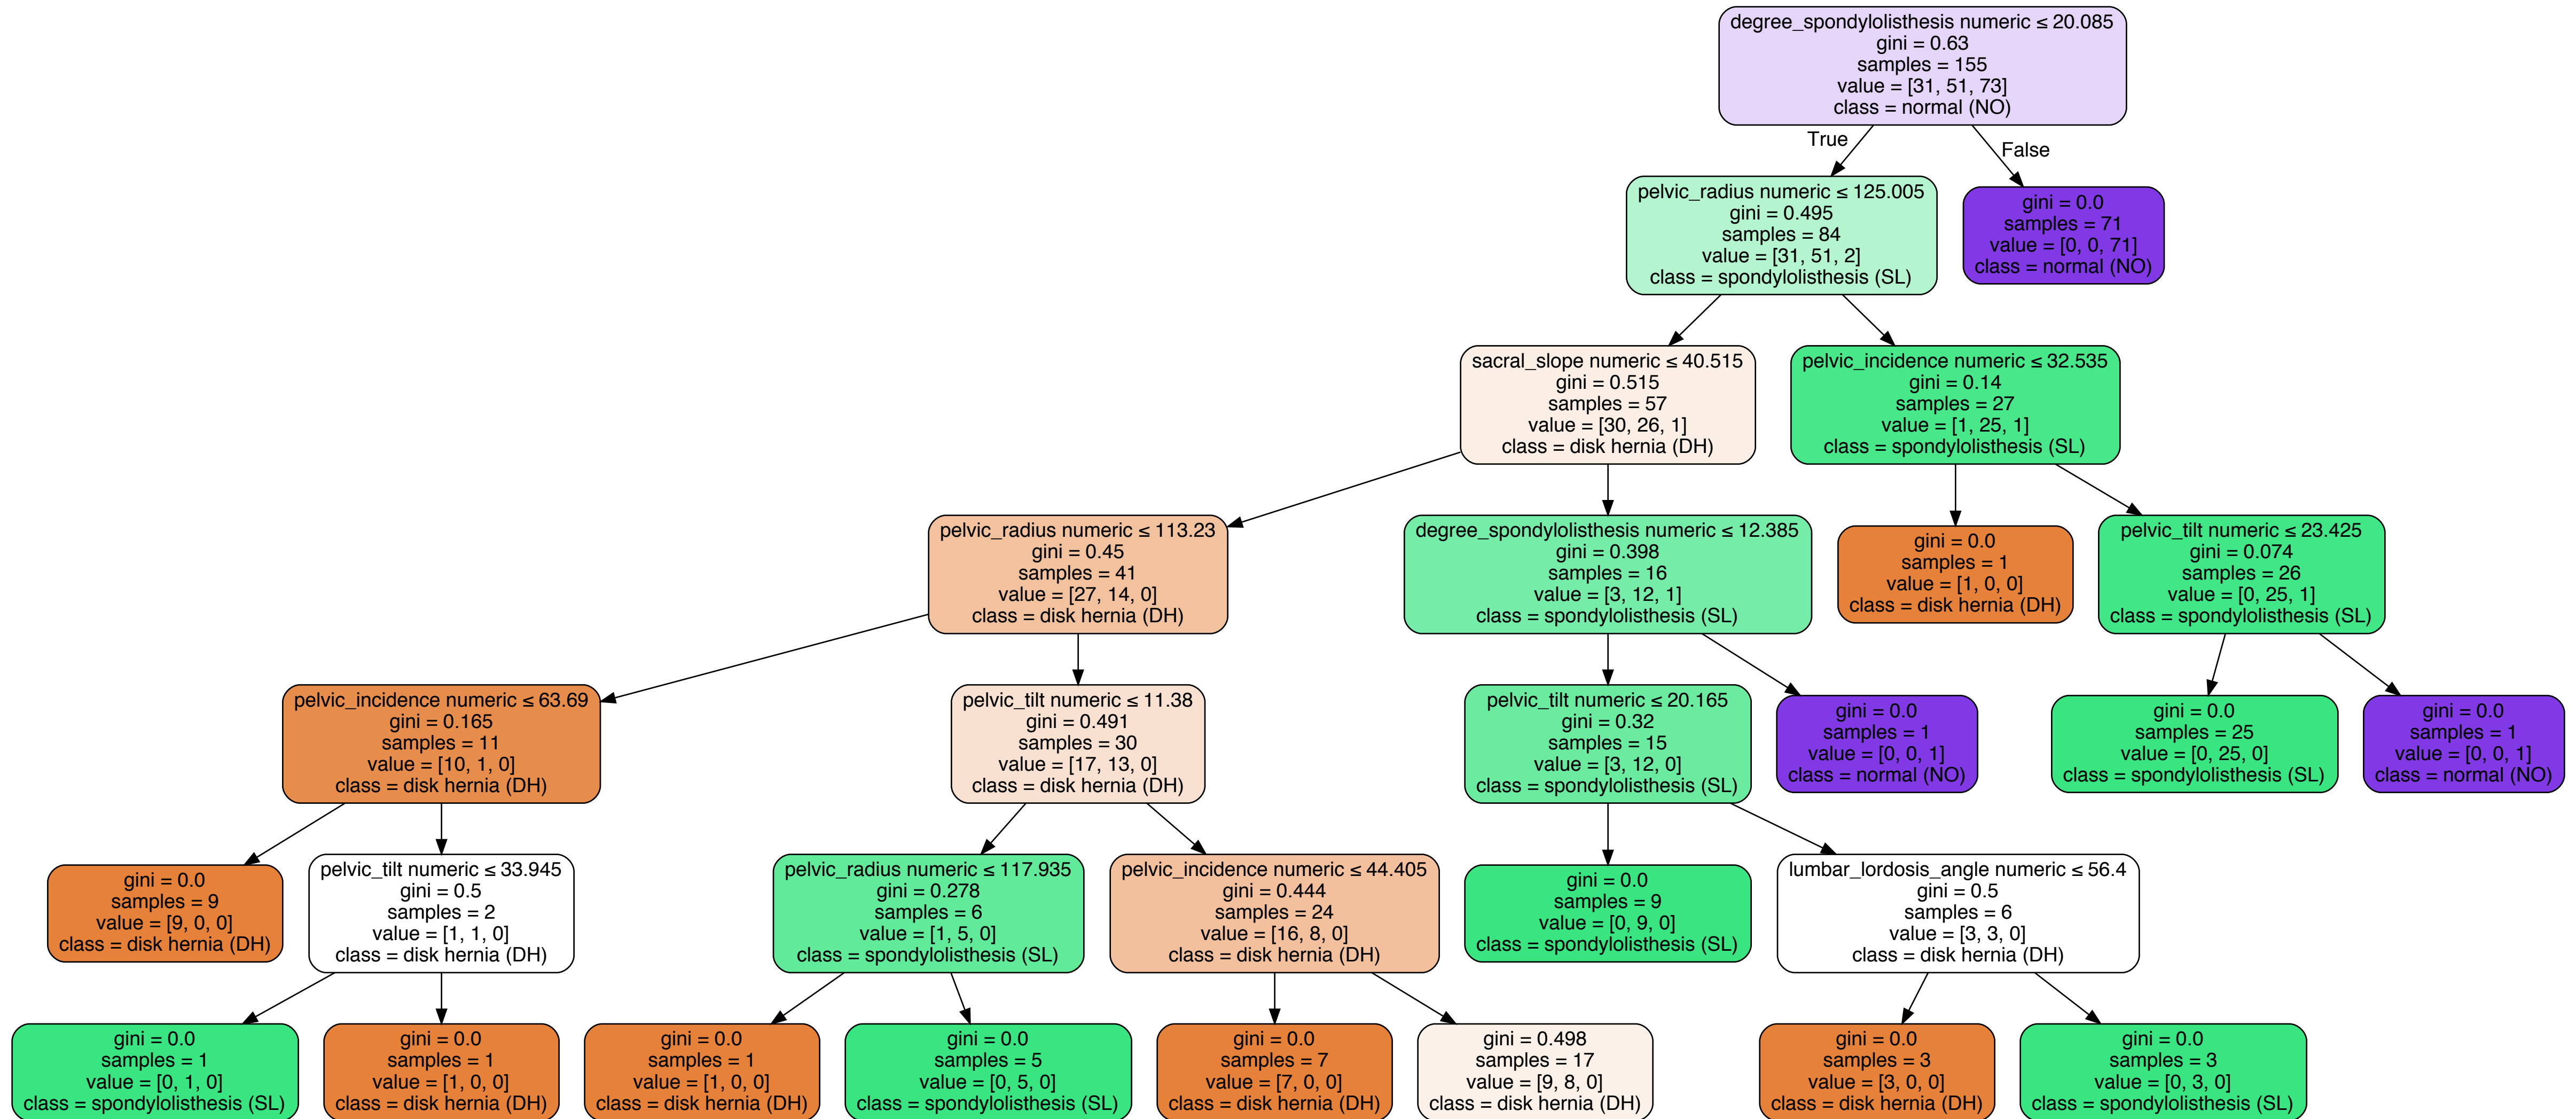 degree_spondylolisthesis numeric ≤ 20.085
gini = 0.63
samples = 155
value = [31, 51, 73]
class = normal (NO)
True
False
pelvic_radius numeric ≤ 125.005
gini = 0.495
samples = 84
value = [31, 51, 2]
class = spondylolisthesis (SL)
gini = 0.0
samples = 71
value = [0, 0, 71]
class = normal (NO)
sacral_slope numeric ≤ 40.515
gini = 0.515
samples = 57
value = [30, 26, 1]
class = disk hernia (DH)
pelvic_incidence numeric ≤ 32.535
gini = 0.14
samples = 27
value = [1, 25, 1]
class = spondylolisthesis (SL)
pelvic_radius numeric ≤ 113.23
gini = 0.45
samples = 41
value = [27, 14, 0]
class = disk hernia (DH)
degree_spondylolisthesis numeric ≤ 12.385
gini = 0.398
samples = 16
value = [3, 12, 1]
class = spondylolisthesis (SL)
gini = 0.0
samples = 1
value = [1, 0, 0]
class = disk hernia (DH)
pelvic_tilt numeric ≤ 23.425
gini = 0.074
samples = 26
value = [0, 25, 1]
class = spondylolisthesis (SL)
pelvic_incidence numeric ≤ 63.69
gini = 0.165
samples = 11
value = [10, 1, 0]
class = disk hernia (DH)
pelvic_tilt numeric ≤ 11.38
gini = 0.491
samples = 30
value = [17, 13, 0]
class = disk hernia (DH)
pelvic_tilt numeric ≤ 20.165
gini = 0.32
samples = 15
value = [3, 12, 0]
class = spondylolisthesis (SL)
gini = 0.0
samples = 1
value = [0, 0, 1]
class = normal (NO)
gini = 0.0
samples = 25
value = [0, 25, 0]
class = spondylolisthesis (SL)
gini = 0.0
samples = 1
value = [0, 0, 1]
class = normal (NO)
gini = 0.0
samples = 9
value = [9, 0, 0]
class = disk hernia (DH)
pelvic_tilt numeric ≤ 33.945
gini = 0.5
samples = 2
value = [1, 1, 0]
class = disk hernia (DH)
pelvic_radius numeric ≤ 117.935
gini = 0.278
samples = 6
value = [1, 5, 0]
class = spondylolisthesis (SL)
pelvic_incidence numeric ≤ 44.405
gini = 0.444
samples = 24
value = [16, 8, 0]
class = disk hernia (DH)
gini = 0.0
samples = 9
value = [0, 9, 0]
class = spondylolisthesis (SL)
lumbar_lordosis_angle numeric ≤ 56.4
gini = 0.5
samples = 6
value = [3, 3, 0]
class = disk hernia (DH)
gini = 0.0
samples = 1
value = [0, 1, 0]
class = spondylolisthesis (SL)
gini = 0.0
samples = 1
value = [1, 0, 0]
class = disk hernia (DH)
gini = 0.0
samples = 1
value = [1, 0, 0]
class = disk hernia (DH)
gini = 0.0
samples = 5
value = [0, 5, 0]
class = spondylolisthesis (SL)
gini = 0.0
samples = 7
value = [7, 0, 0]
class = disk hernia (DH)
gini = 0.498
samples = 17
value = [9, 8, 0]
class = disk hernia (DH)
gini = 0.0
samples = 3
value = [3, 0, 0]
class = disk hernia (DH)
gini = 0.0
samples = 3
value = [0, 3, 0]
class = spondylolisthesis (SL)